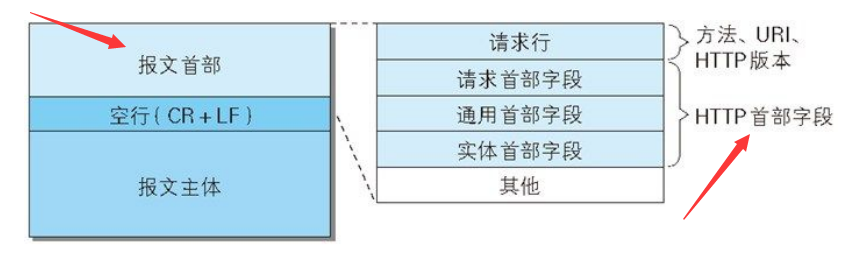 报文首部
空行(CR+LF)
报文主体
请求行
请求首部字段
通用首部字段
实体首部字段
其他
方法、URI、
HTTP版本
HTTP首部字段